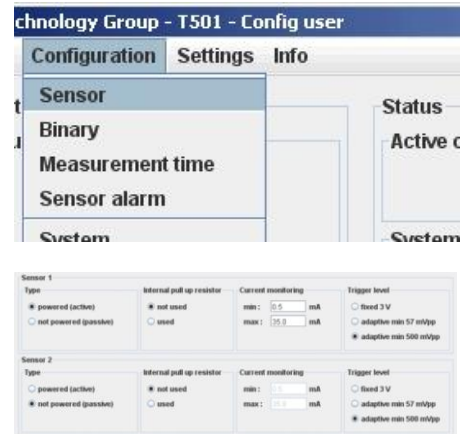 chnology Group - T501 - Config user
Configuration Settings Info
Sensor
Binary
Measurement time
Sensor alarm
System
Status
Active
System
Sensor 1
Type Internal pull up resistor Current monitoring Trigger level
powered (active) not used min : 0.5 mA fixed 3 V
not powered (passive) used max : 35.0 mA adaptive min 57 mVpp
adaptive min 500 mVpp
Sensor 2
Type Internal pull up resistor Current monitoring Trigger level
powered (active) not used min : mA fixed 3 V
not powered (passive) used max : mA adaptive min 57 mVpp
adaptive min 500 mVpp